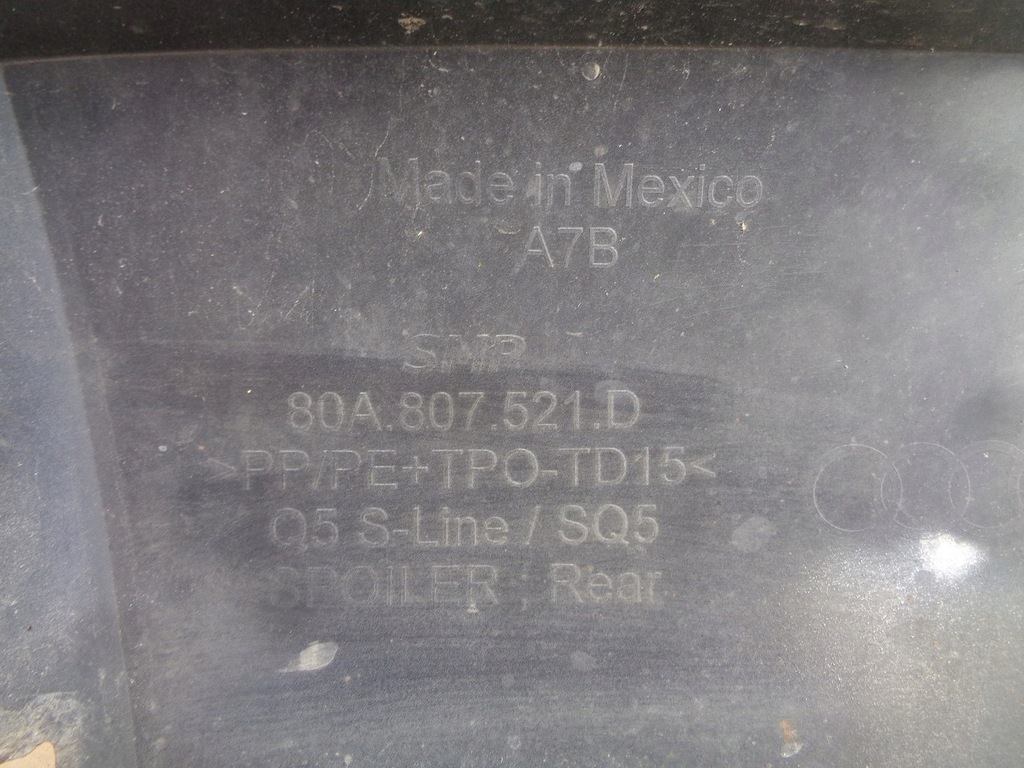 Made in Mexico
A7B
SMP
80A.807.521.D
>PP/PE+TPO-TD15<
Q5 S-Line / SQ5
SPOILER ; Rear